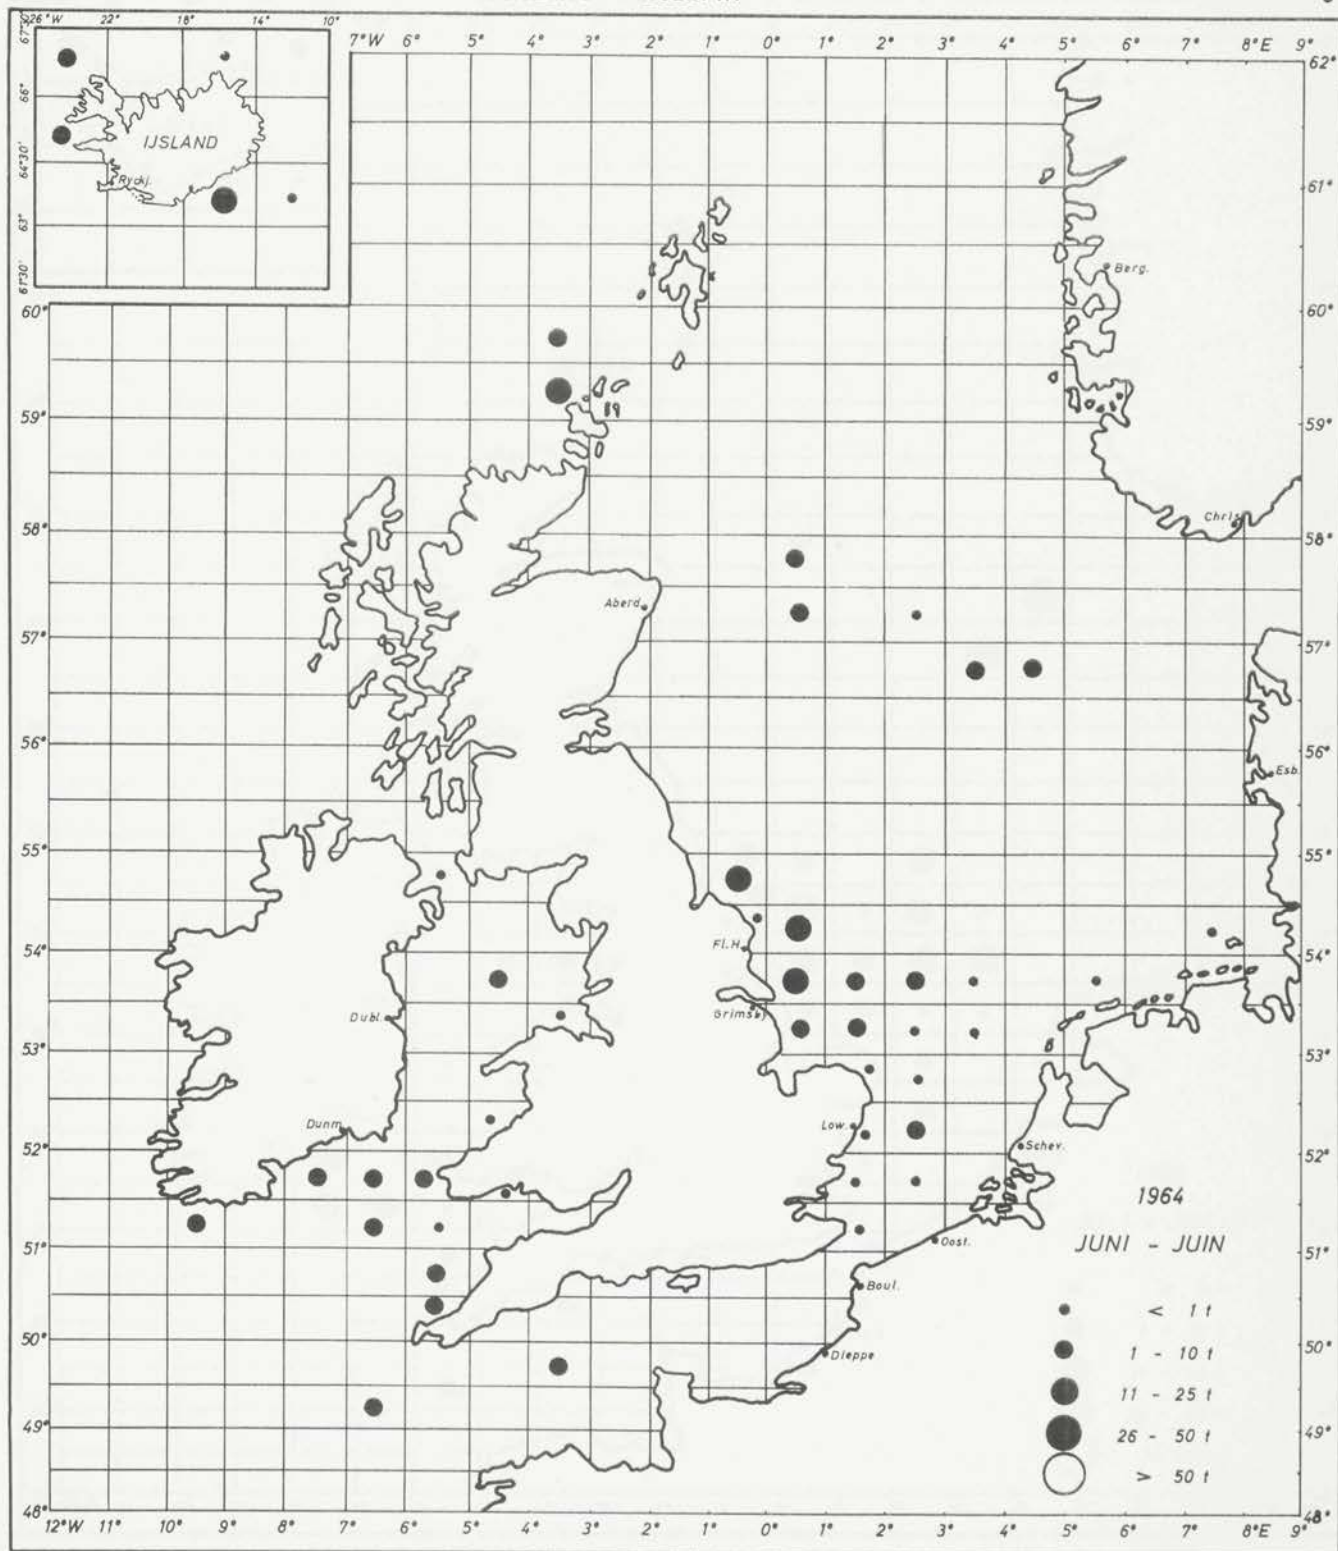 26° W 22° 18° 14° 10°
67°30'
66°
64°30'
63°
61°30'
IJSLAND
Ryckj.
7°W 6° 5° 4° 3° 2° 1° 0° 1° 2° 3° 4° 5° 6° 7° 8°E 9°
62°
61°
60° 60°
59° 59°
58° 58°
57° 57°
56° 56°
55° 55°
54° 54°
53° 53°
52° 52°
51° 51°
50° 50°
49° 49°
48° 48°
Berg.
Chris.
Aberd.
Esb.
Fl.H.
Grimsby
Dubl.
Dunm.
Low.
Schev.
Oost.
Boul.
Dieppe
1964
JUNI - JUIN
< 1 t
1 - 10 t
11 - 25 t
26 - 50 t
> 50 t
12°W 11° 10° 9° 8° 7° 6° 5° 4° 3° 2° 1° 0° 1° 2° 3° 4° 5° 6° 7° 8°E 9°